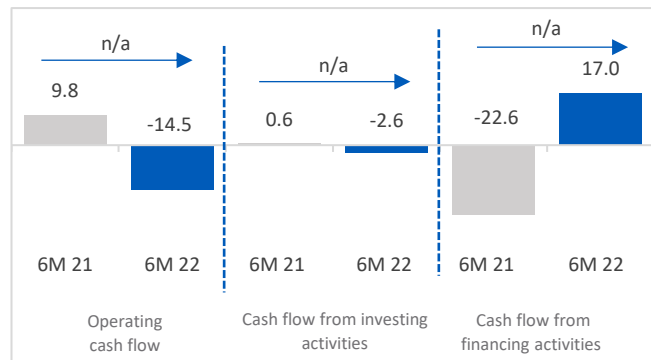 n/a
n/a
n/a
9.8
-14.5
0.6
-2.6
-22.6
17.0
6M 21
6M 22
6M 21
6M 22
6M 21
6M 22
Operating
cash flow
Cash flow from investing
activities
Cash flow from
financing activities